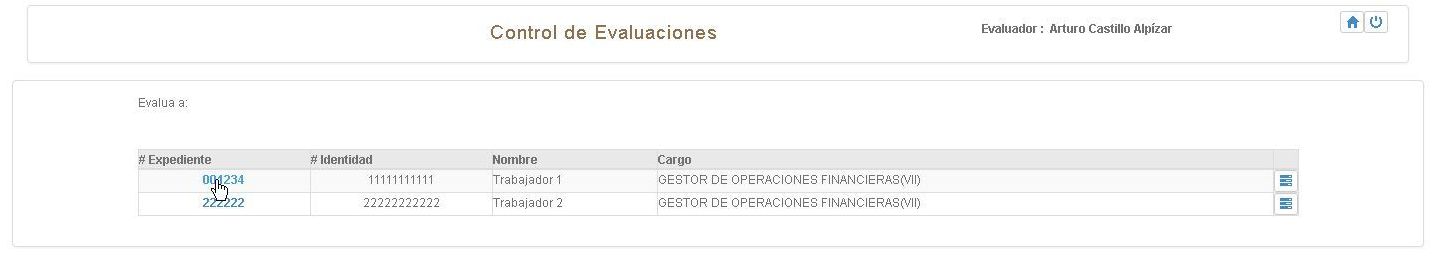 Control de Evaluaciones
Evaluador : Arturo Castillo Alpízar
Evalua a:
# Expediente # Identidad Nombre Cargo
001234 11111111111 Trabajador 1 GESTOR DE OPERACIONES FINANCIERAS(VII)
222222 22222222222 Trabajador 2 GESTOR DE OPERACIONES FINANCIERAS(VII)